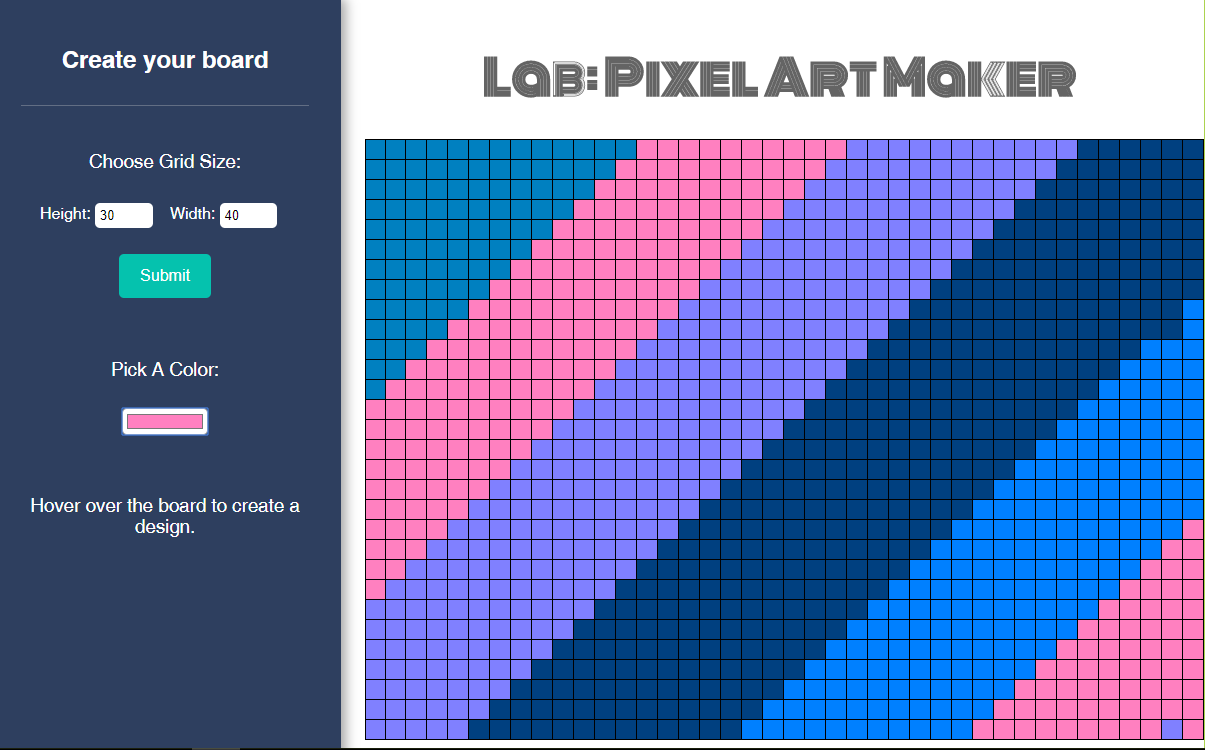 Create your board
Lab: Pixel Art Maker
Choose Grid Size:
Height: 30 Width: 40
Submit
Pick A Color:
Hover over the board to create a
design.